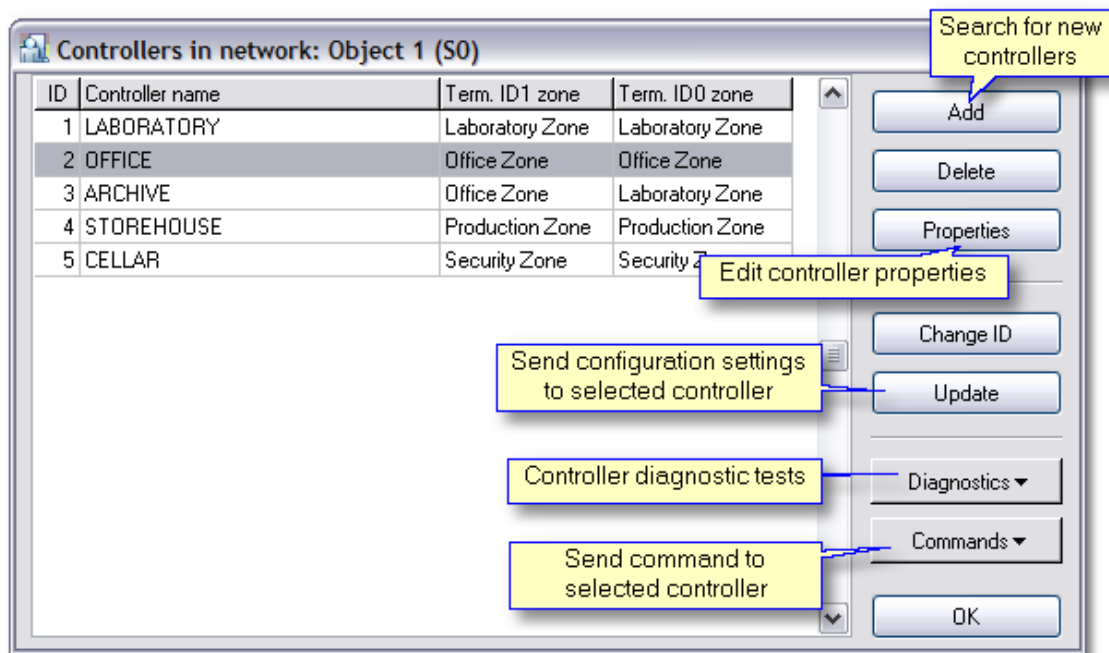 Controllers in network: Object 1 (S0)
Search for new
controllers
ID Controller name Term. ID1 zone Term. ID0 zone
1 LABORATORY Laboratory Zone Laboratory Zone
2 OFFICE Office Zone Office Zone
3 ARCHIVE Office Zone Laboratory Zone
4 STOREHOUSE Production Zone Production Zone
5 CELLAR Security Zone Security
Add
Delete
Properties
Edit controller properties
Change ID
Send configuration settings
to selected controller
Update
Controller diagnostic tests
Diagnostics
Commands
Send command to
selected controller
OK